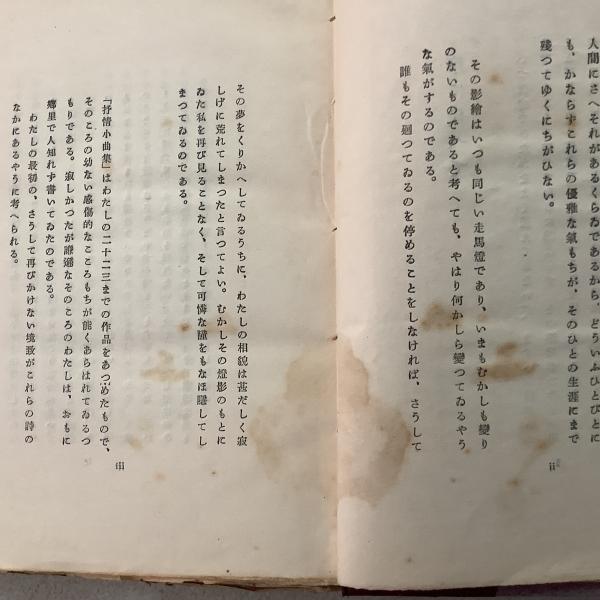 人間にさへそれがあるくらゐであるから、どういふひとびとに
も、かならずこれらの優雅な氣もちが、そのひとの生涯にまで
殘つてゆくにちがひない。
その影繪はいつも同じい走馬燈であり、いまもむかしも變り
のないものであると考へても、やはり何かしら變つてゐるやう
な氣がするのである。
誰もその廻つてゐるのを停めることをしなければ、さうして
ii
その夢をくりかへしてゐるうちに、わたしの相貌は甚だしく寂
しげに荒れてしまつたと言つてよい。むかしその燈影のもとに
ゐた私を再び見ることなく、そして可憐な瞳をもなほ隱してし
まつてゐるのである。
「抒情小曲集」はわたしの二十二三までの作品をあつめたもので、
そのころの幼ない感傷的なこころもちが能くあらはれてゐるつ
もりである。寂しかつたが謙遜なそのころのわたしは、おもに
郷里で人知れず書いてゐたのである。
わたしの最初の、さうして再びかけない境致がこれらの詩の
なかにあるやうに考へられる。
iii